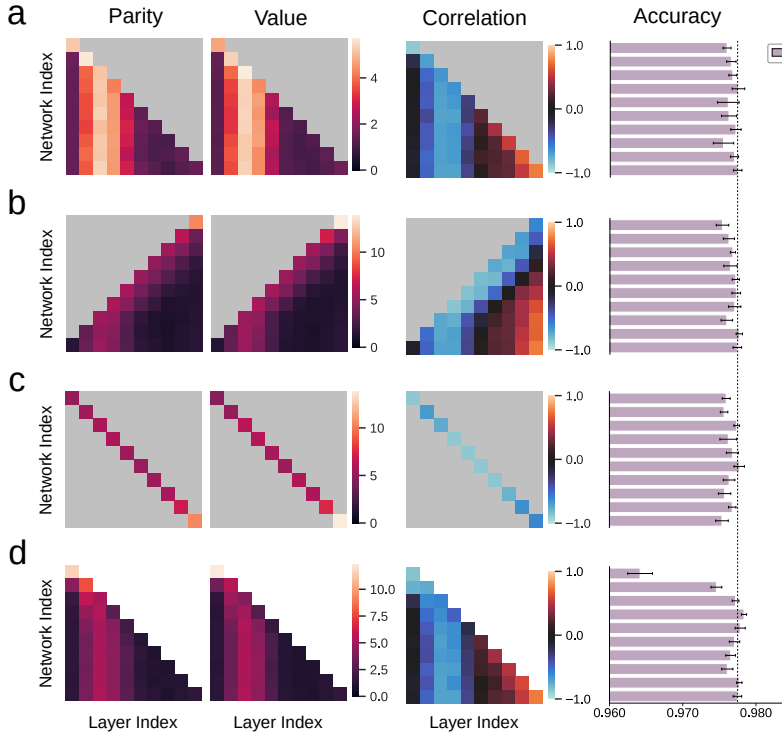 a Parity Value Correlation Accuracy
Network Index
4
2
0
1.0
0.0
−1.0
b
Network Index
10
5
0
1.0
0.0
−1.0
c
Network Index
10
5
0
1.0
0.0
−1.0
d
Network Index
10.0
7.5
5.0
2.5
0.0
1.0
0.0
−1.0
0.960 0.970 0.980
Layer Index Layer Index Layer Index